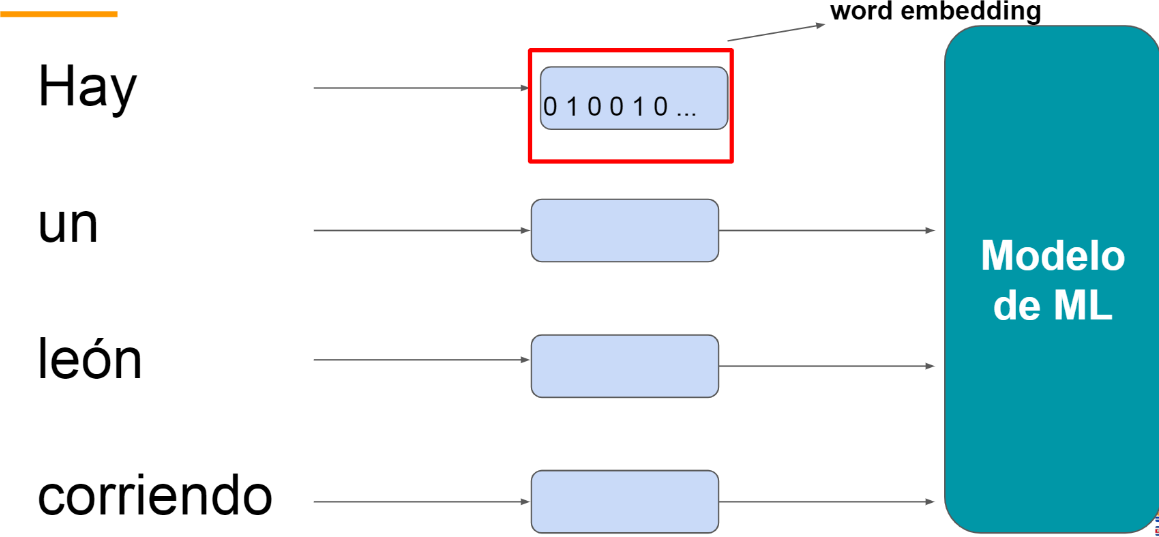 word embedding
Hay
0 1 0 0 1 0 ...
un
león
corriendo
Modelo
de ML